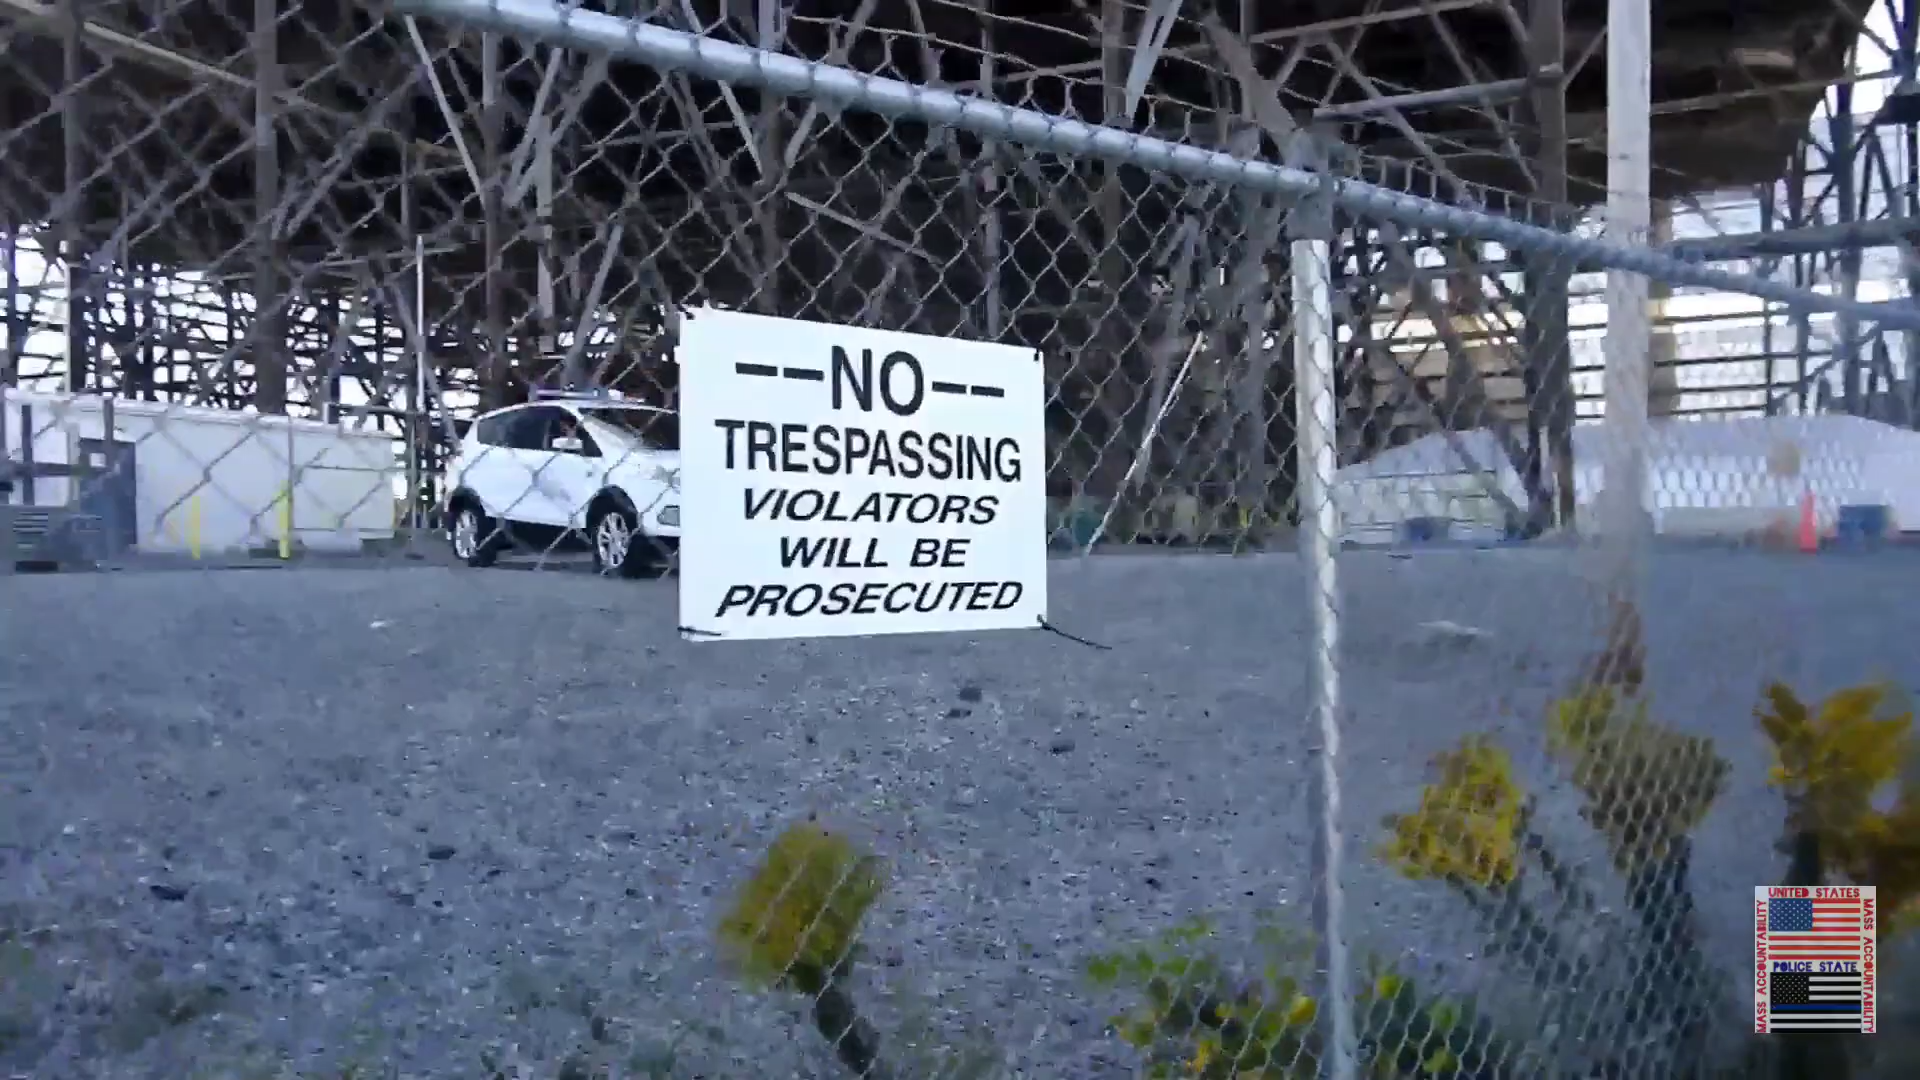 --NO--
TRESPASSING
VIOLATORS
WILL BE
PROSECUTED
UNITED STATES
MASS ACCOUNTABILITY
MASS ACCOUNTABILITY
POLICE STATE